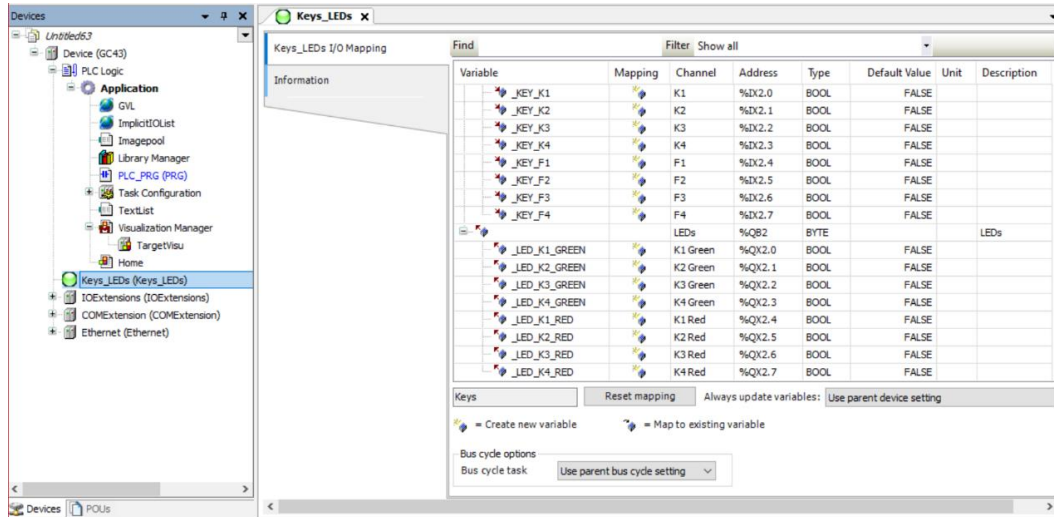 Devices
Untitled63
Device (GC43)
PLC Logic
Application
GVL
ImplicitIOList
Imagepool
Library Manager
PLC_PRG (PRG)
Task Configuration
TextList
Visualization Manager
TargetVisu
Home
Keys_LEDs (Keys_LEDs)
IOExtensions (IOExtensions)
COMExtension (COMExtension)
Ethernet (Ethernet)
Devices POUs
Keys_LEDs X
Keys_LEDs I/O Mapping
Information
Find Filter Show all
Variable Mapping Channel Address Type Default Value Unit Description
_KEY_K1 K1 %IX2.0 BOOL FALSE
_KEY_K2 K2 %IX2.1 BOOL FALSE
_KEY_K3 K3 %IX2.2 BOOL FALSE
_KEY_K4 K4 %IX2.3 BOOL FALSE
_KEY_F1 F1 %IX2.4 BOOL FALSE
_KEY_F2 F2 %IX2.5 BOOL FALSE
_KEY_F3 F3 %IX2.6 BOOL FALSE
_KEY_F4 F4 %IX2.7 BOOL FALSE
LEDs %QB2 BYTE LEDs
_LED_K1_GREEN K1 Green %QX2.0 BOOL FALSE
_LED_K2_GREEN K2 Green %QX2.1 BOOL FALSE
_LED_K3_GREEN K3 Green %QX2.2 BOOL FALSE
_LED_K4_GREEN K4 Green %QX2.3 BOOL FALSE
_LED_K1_RED K1 Red %QX2.4 BOOL FALSE
_LED_K2_RED K2 Red %QX2.5 BOOL FALSE
_LED_K3_RED K3 Red %QX2.6 BOOL FALSE
_LED_K4_RED K4 Red %QX2.7 BOOL FALSE
Keys Reset mapping Always update variables: Use parent device setting
= Create new variable = Map to existing variable
Bus cycle options
Bus cycle task Use parent bus cycle setting